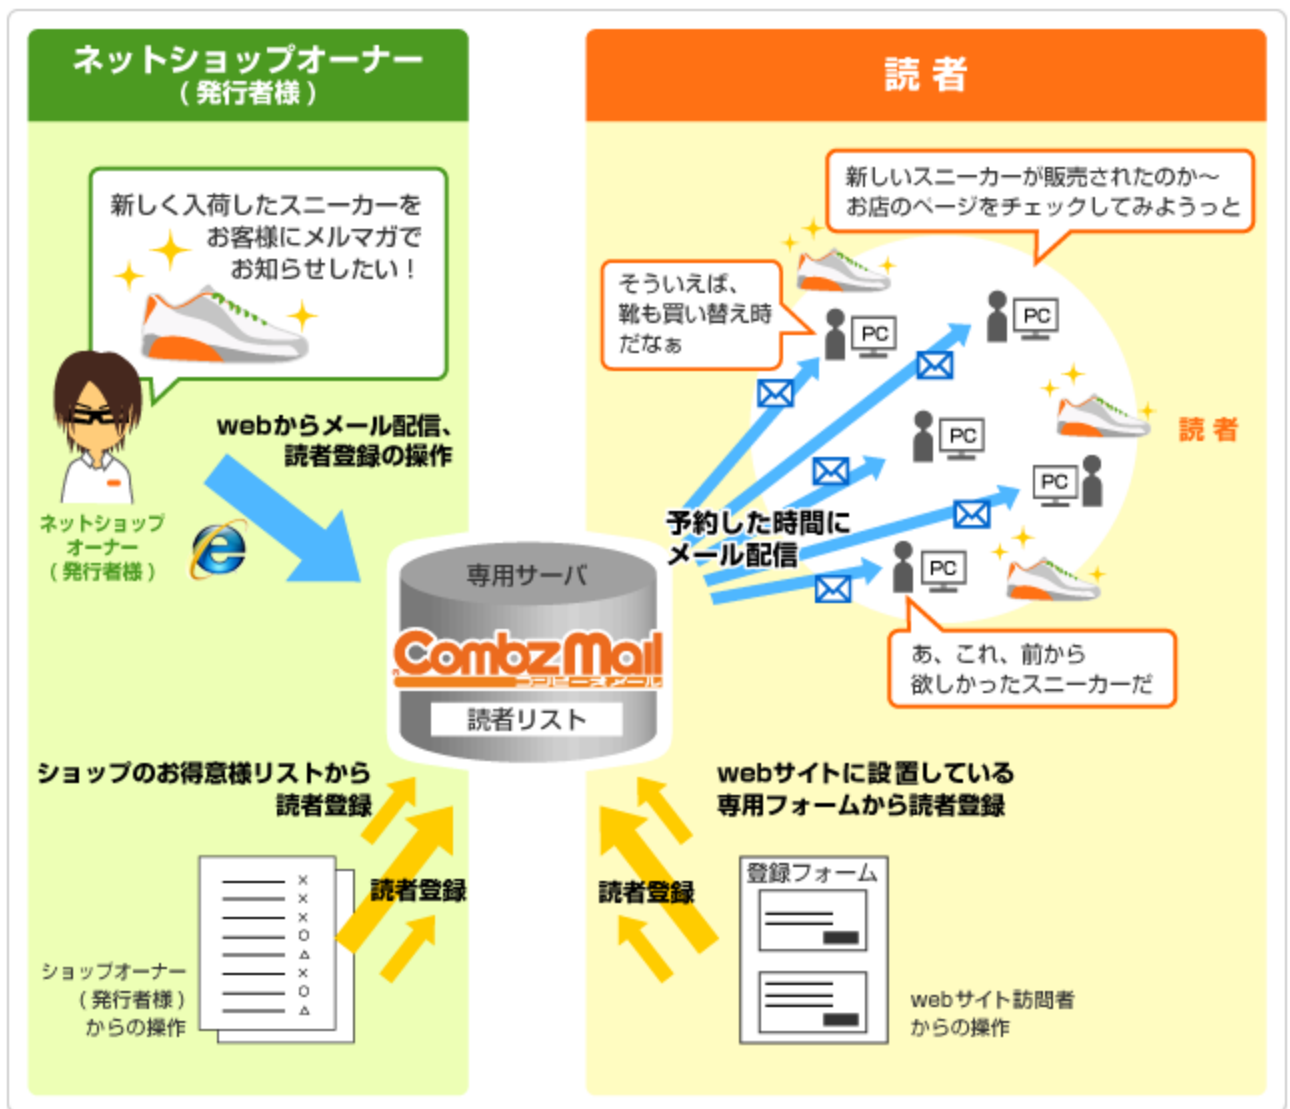 ネットショップオーナー
(発行者様)
読者
新しく入荷したスニーカーを
お客様にメルマガで
お知らせしたい！
webからメール配信、
読者登録の操作
ネットショップ
オーナー
(発行者様)
新しいスニーカーが販売されたのか～
お店のページをチェックしてみようっと
そういえば、
靴も買い替え時
だなぁ
PC
PC
PC
PC
PC
読者
予約した時間に
メール配信
あ、これ、前から
欲しかったスニーカーだ
専用サーバ
CombzMail
コンビーズメール
読者リスト
ショップのお得意様リストから
読者登録
読者登録
ショップオーナー
(発行者様)
からの操作
webサイトに設置している
専用フォームから読者登録
読者登録
登録フォーム
webサイト訪問者
からの操作